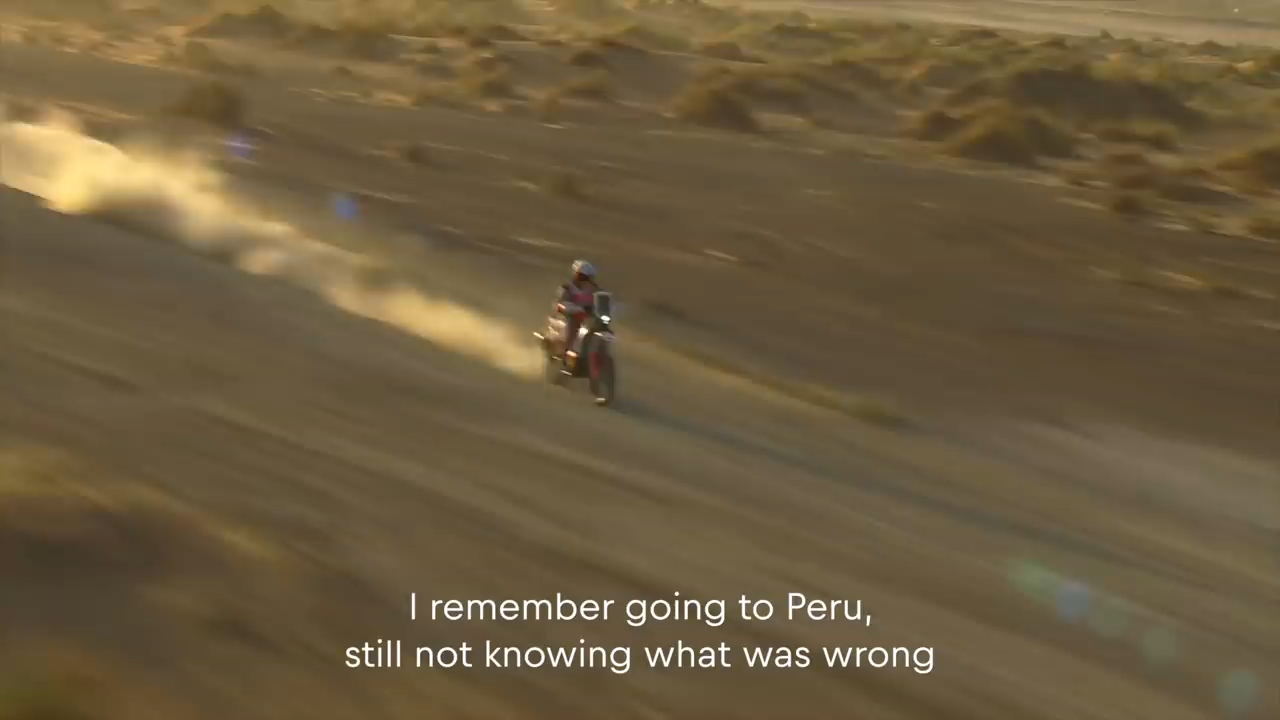 I remember going to Peru,
still not knowing what was wrong